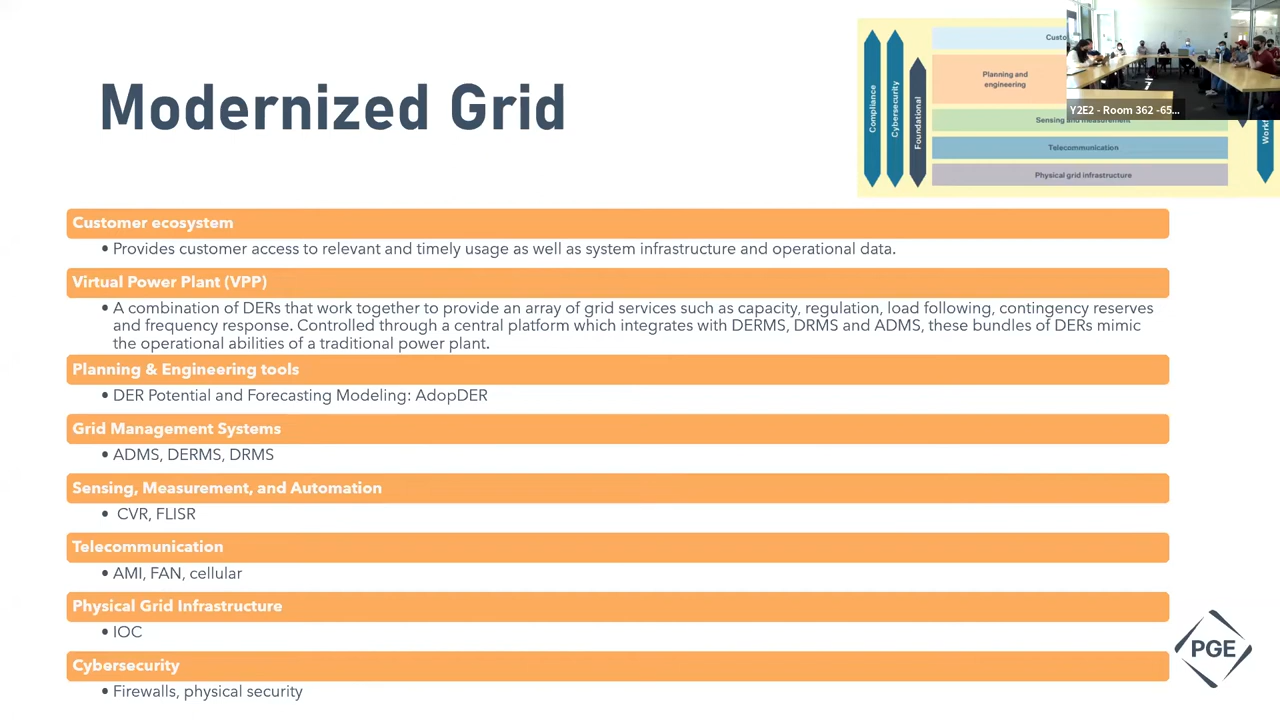 Modernized Grid
Compliance
Cybersecurity
Foundational
Planning and
engineering
Telecommunication
Physical grid infrastructure
Y2E2 - Room 362 -65...
Customer ecosystem
• Provides customer access to relevant and timely usage as well as system infrastructure and operational data.
Virtual Power Plant (VPP)
• A combination of DERs that work together to provide an array of grid services such as capacity, regulation, load following, contingency reserves
and frequency response. Controlled through a central platform which integrates with DERMS, DRMS and ADMS, these bundles of DERs mimic
the operational abilities of a traditional power plant.
Planning & Engineering tools
• DER Potential and Forecasting Modeling: AdopDER
Grid Management Systems
• ADMS, DERMS, DRMS
Sensing, Measurement, and Automation
• CVR, FLISR
Telecommunication
• AMI, FAN, cellular
Physical Grid Infrastructure
• IOC
Cybersecurity
• Firewalls, physical security
PGE